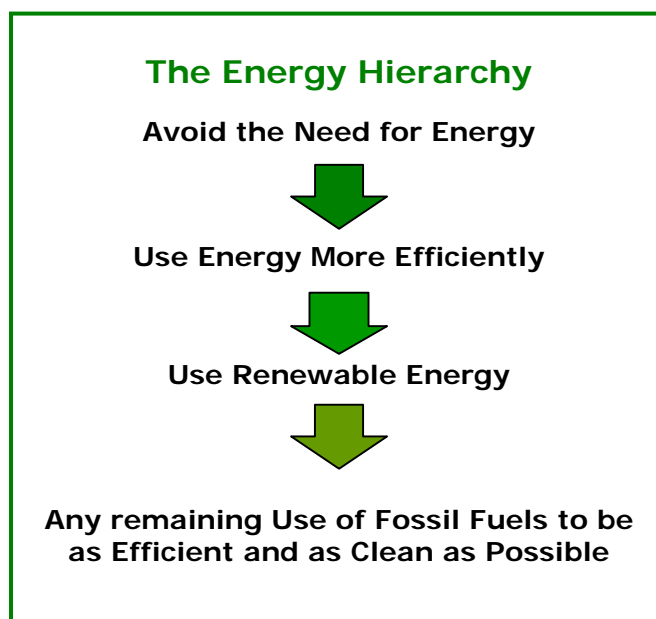 The Energy Hierarchy
Avoid the Need for Energy
Use Energy More Efficiently
Use Renewable Energy
Any remaining Use of Fossil Fuels to be
as Efficient and as Clean as Possible